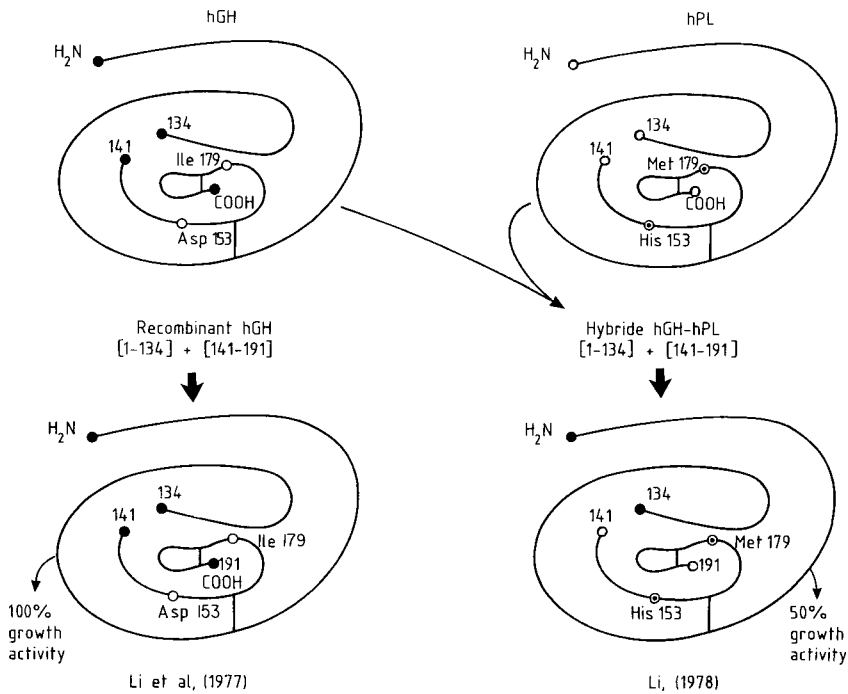 hGH
H2N
134
141
Ile 179
COOH
Asp 153
hPL
H2N
134
141
Met 179
COOH
His 153
Recombinant hGH
[1-134] + [141-191]
Hybride hGH-hPL
[1-134] + [141-191]
H2N
134
141
Ile 179
191
COOH
Asp 153
100%
growth
activity
Li et al, (1977)
H2N
134
141
Met 179
191
His 153
50%
growth
activity
Li, (1978)